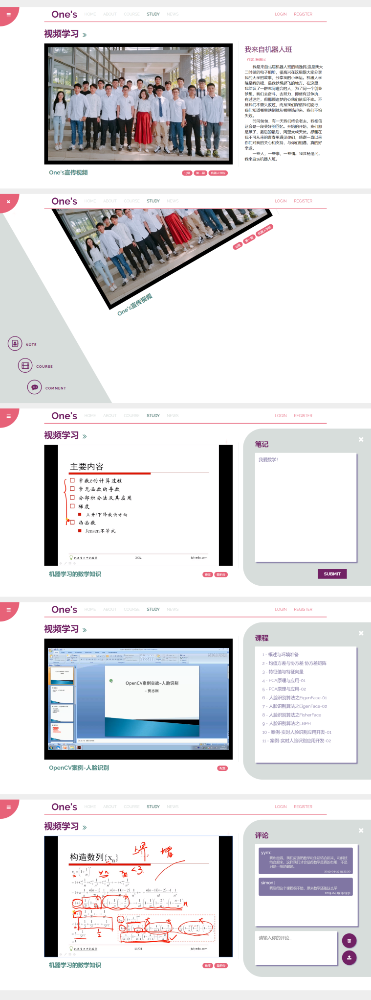 One's HOME ABOUT COURSE STUDY NEWS LOGIN REGISTER
视频学习
我来自机器人班
作者: 杨逸民
我是来自15届机器人班的杨逸民,这是我大
二时做的电子相册，很高兴在这里跟大家分享
我的大学的故事，分享我的小幸运。机器人学
院是我的根，是我梦想起飞的地方。在这里，
我结识了一群志同道合的人，为了同一个创业
梦想，我们去奋斗，去努力，即使有过争执，
有过迷茫，但那颗追梦的心我们依旧不变。不
是我们不曾失败过，而是我们深信我们能行，
我们知道哪里跌倒就从哪里站起来，我们不怕
失败。
时间匆匆，有一天我们终会老去，我相信
这会是一段美好的回忆。开始的开始，我们都
是孩子，最后的最后，渴望变成天使。感谢在
我不可从来的青春里遇见你们，感谢一直以来
你们对我的关心和支持，与你们相遇，真的好
幸运。
一些人，一些事，一些情。我是杨逸民，
我来自15机器人班。
One's宣传视频 15级 第一届 机器人学院
One's HOME ABOUT COURSE STUDY NEWS LOGIN REGISTER
15级 第一届 机器人学院
One's宣传视频
NOTE
COURSE
COMMENT
One's HOME ABOUT COURSE STUDY NEWS LOGIN REGISTER
视频学习
主要内容
常数e的计算过程
常见函数的导数
分部积分法及其应用
梯度
上升/下降最快方向
凸函数
Jensen不等式
3/31 julyedu.com
机器学习的数学知识 梯度 微积分
笔记
我爱数学！
SUBMIT
One's HOME ABOUT COURSE STUDY NEWS LOGIN REGISTER
视频学习
OpenCV案例实战–人脸识别
– 贾志刚
Click to add notes
OpenCV案例-人脸识别 配置
课程
1 - 概述与环境准备
2 - 均值方差与协方差 协方差矩阵
3 - 特征值与特征向量
4 - PCA原理与应用-01
5 - PCA原理与应用-02
6 - 人脸识别算法之EigenFace-01
7 - 人脸识别算法之EigenFace-02
8 - 人脸识别算法之FisherFace
9 - 人脸识别算法之LBPH
10 - 案例-实时人脸识别应用开发-01
11 - 案例-实时人脸识别应用开发-02
One's HOME ABOUT COURSE STUDY NEWS LOGIN REGISTER
视频学习
构造数列{xn}
11/31 julyedu.com
机器学习的数学知识 梯度 微积分
评论
yym：
我也觉得，我们应该把数学和生活结合起来，和科技
结合起来，这样我们才会觉得数学是真的有用，不是
只是一味地做题。
2019-04-19 19:22:20
simon：
我觉得这个课程很不错，原来数学还能这么学
2019-04-19 19:19:51
请输入你的评论...